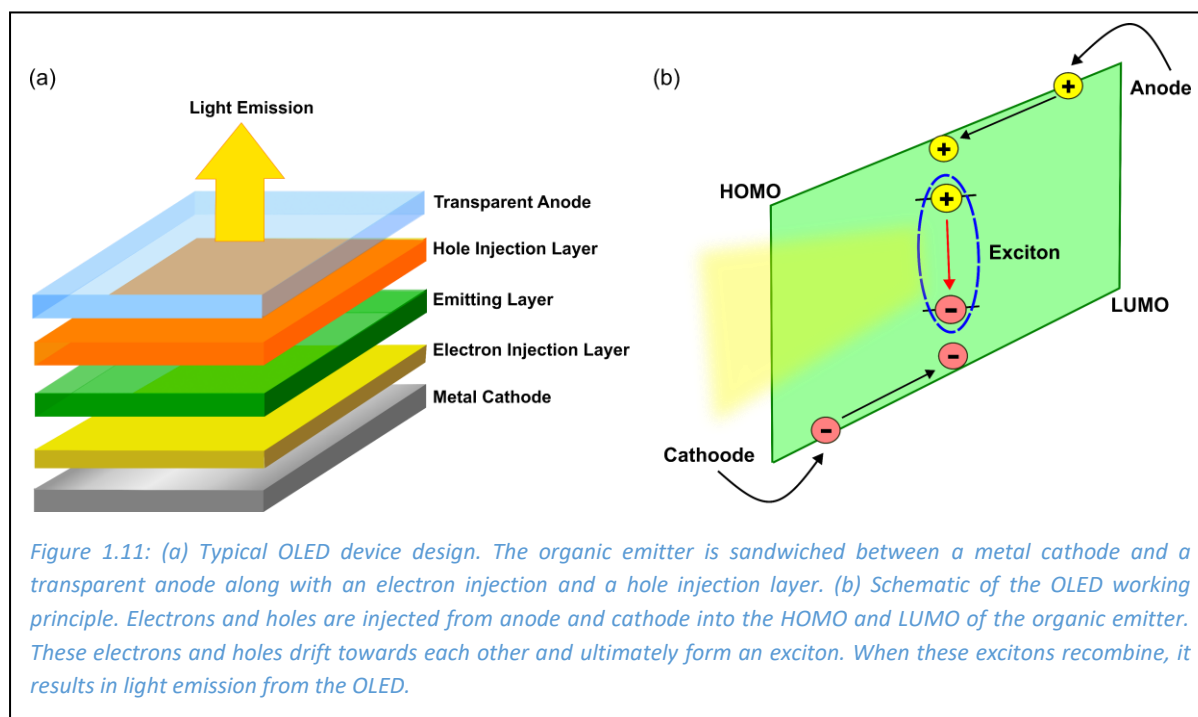 (a)
Light Emission
Transparent Anode
Hole Injection Layer
Emitting Layer
Electron Injection Layer
Metal Cathode
(b)
+
Anode
+
HOMO
+
Exciton
-
LUMO
-
-
Cathoode
Figure 1.11: (a) Typical OLED device design. The organic emitter is sandwiched between a metal cathode and a
transparent anode along with an electron injection and a hole injection layer. (b) Schematic of the OLED working
principle. Electrons and holes are injected from anode and cathode into the HOMO and LUMO of the organic emitter.
These electrons and holes drift towards each other and ultimately form an exciton. When these excitons recombine, it
results in light emission from the OLED.